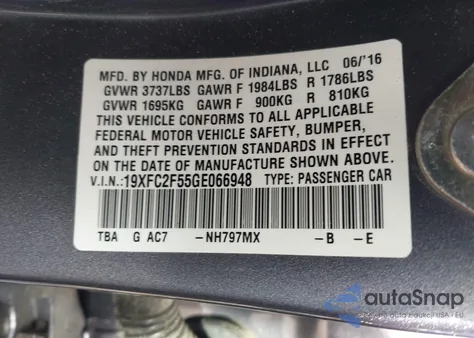 MFD. BY HONDA MFG. OF INDIANA, LLC 06/'16
GVWR 3737LBS GAWR F 1984LBS R 1786LBS
GVWR 1695KG GAWR F 900KG R 810KG
THIS VEHICLE CONFORMS TO ALL APPLICABLE
FEDERAL MOTOR VEHICLE SAFETY, BUMPER,
AND THEFT PREVENTION STANDARDS IN EFFECT
ON THE DATE OF MANUFACTURE SHOWN ABOVE.
V.I.N.:19XFC2F55GE066948 TYPE: PASSENGER CAR
TBA G AC7 -NH797MX -B -E
autoSnap